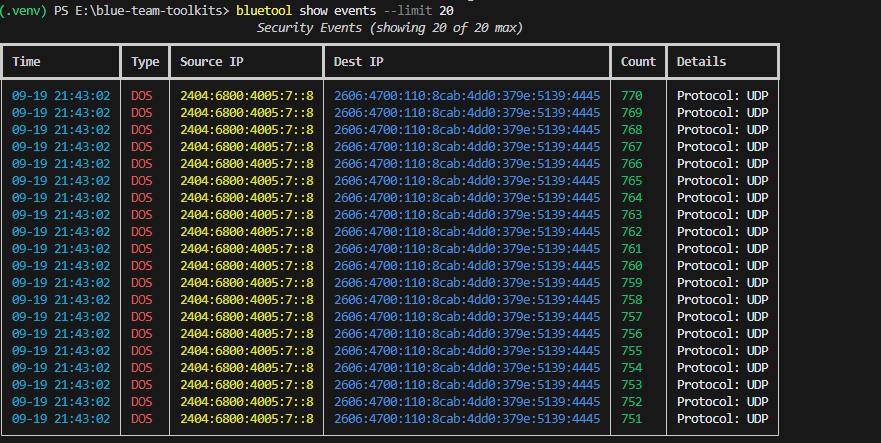 (.venv) PS E:\blue-team-toolkits> bluetool show events --limit 20
Security Events (showing 20 of 20 max)
Time Type Source IP Dest IP Count Details
09-19 21:43:02 DOS 2404:6800:4005:7::8 2606:4700:110:8cab:4dd0:379e:5139:4445 770 Protocol: UDP
09-19 21:43:02 DOS 2404:6800:4005:7::8 2606:4700:110:8cab:4dd0:379e:5139:4445 769 Protocol: UDP
09-19 21:43:02 DOS 2404:6800:4005:7::8 2606:4700:110:8cab:4dd0:379e:5139:4445 768 Protocol: UDP
09-19 21:43:02 DOS 2404:6800:4005:7::8 2606:4700:110:8cab:4dd0:379e:5139:4445 767 Protocol: UDP
09-19 21:43:02 DOS 2404:6800:4005:7::8 2606:4700:110:8cab:4dd0:379e:5139:4445 766 Protocol: UDP
09-19 21:43:02 DOS 2404:6800:4005:7::8 2606:4700:110:8cab:4dd0:379e:5139:4445 765 Protocol: UDP
09-19 21:43:02 DOS 2404:6800:4005:7::8 2606:4700:110:8cab:4dd0:379e:5139:4445 764 Protocol: UDP
09-19 21:43:02 DOS 2404:6800:4005:7::8 2606:4700:110:8cab:4dd0:379e:5139:4445 763 Protocol: UDP
09-19 21:43:02 DOS 2404:6800:4005:7::8 2606:4700:110:8cab:4dd0:379e:5139:4445 762 Protocol: UDP
09-19 21:43:02 DOS 2404:6800:4005:7::8 2606:4700:110:8cab:4dd0:379e:5139:4445 761 Protocol: UDP
09-19 21:43:02 DOS 2404:6800:4005:7::8 2606:4700:110:8cab:4dd0:379e:5139:4445 760 Protocol: UDP
09-19 21:43:02 DOS 2404:6800:4005:7::8 2606:4700:110:8cab:4dd0:379e:5139:4445 759 Protocol: UDP
09-19 21:43:02 DOS 2404:6800:4005:7::8 2606:4700:110:8cab:4dd0:379e:5139:4445 758 Protocol: UDP
09-19 21:43:02 DOS 2404:6800:4005:7::8 2606:4700:110:8cab:4dd0:379e:5139:4445 757 Protocol: UDP
09-19 21:43:02 DOS 2404:6800:4005:7::8 2606:4700:110:8cab:4dd0:379e:5139:4445 756 Protocol: UDP
09-19 21:43:02 DOS 2404:6800:4005:7::8 2606:4700:110:8cab:4dd0:379e:5139:4445 755 Protocol: UDP
09-19 21:43:02 DOS 2404:6800:4005:7::8 2606:4700:110:8cab:4dd0:379e:5139:4445 754 Protocol: UDP
09-19 21:43:02 DOS 2404:6800:4005:7::8 2606:4700:110:8cab:4dd0:379e:5139:4445 753 Protocol: UDP
09-19 21:43:02 DOS 2404:6800:4005:7::8 2606:4700:110:8cab:4dd0:379e:5139:4445 752 Protocol: UDP
09-19 21:43:02 DOS 2404:6800:4005:7::8 2606:4700:110:8cab:4dd0:379e:5139:4445 751 Protocol: UDP